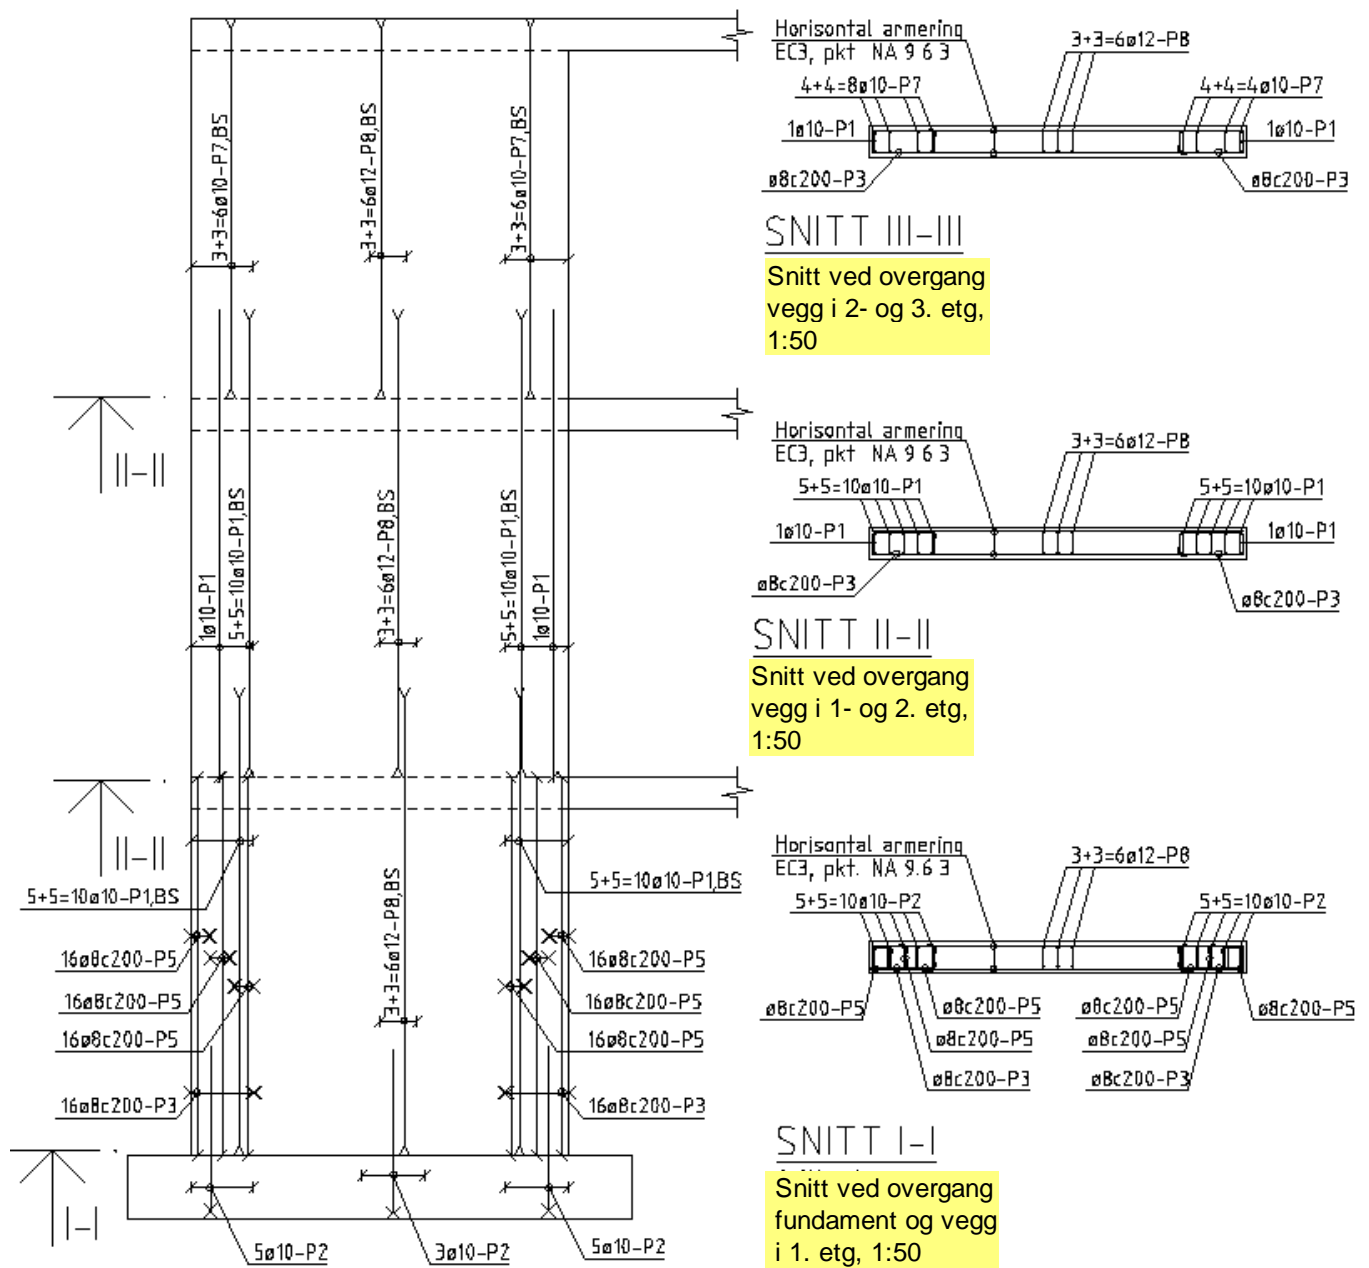 3+3=6ø10-P7,BS
3+3=6ø12-P8,BS
3+3=6ø10-P7,BS
II-II
1ø10-P1
5+5=10ø10-P1,BS
3+3=6ø12-P8,BS
5+5=10ø10-P1,BS
1ø10-P1
II-II
5+5=10ø10-P1,BS
5+5=10ø10-P1,BS
3+3=6ø12-P8,BS
16ø8c200-P5
16ø8c200-P5
16ø8c200-P5
16ø8c200-P3
16ø8c200-P5
16ø8c200-P5
16ø8c200-P5
16ø8c200-P3
I-I
5ø10-P2
3ø10-P2
5ø10-P2
Horisontal armering
EC3, pkt NA 9 6 3
3+3=6ø12-P8
4+4=8ø10-P7
4+4=4ø10-P7
1ø10-P1
1ø10-P1
ø8c200-P3
ø8c200-P3
SNITT III-III
Snitt ved overgang
vegg i 2- og 3. etg,
1:50
Horisontal armering
EC3, pkt NA 9 6 3
3+3=6ø12-P8
5+5=10ø10-P1
5+5=10ø10-P1
1ø10-P1
1ø10-P1
ø8c200-P3
ø8c200-P3
SNITT II-II
Snitt ved overgang
vegg i 1- og 2. etg,
1:50
Horisontal armering
EC3, pkt. NA 9.6 3
3+3=6ø12-P8
5+5=10ø10-P2
5+5=10ø10-P2
ø8c200-P5
ø8c200-P5
ø8c200-P5
ø8c200-P5
ø8c200-P5
ø8c200-P5
ø8c200-P3
ø8c200-P3
SNITT I-I
Snitt ved overgang
fundament og vegg
i 1. etg, 1:50